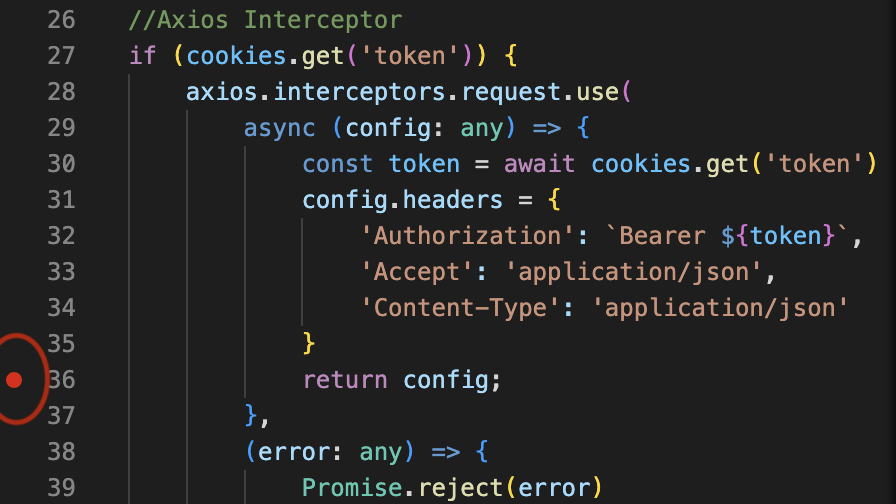 26 //Axios Interceptor
27 if (cookies.get('token')) {
28 axios.interceptors.request.use(
29 async (config: any) => {
30 const token = await cookies.get('token')
31 config.headers = {
32 'Authorization': `Bearer ${token}`,
33 'Accept': 'application/json',
34 'Content-Type': 'application/json'
35 }
36 return config;
37 },
38 (error: any) => {
39 Promise.reject(error)